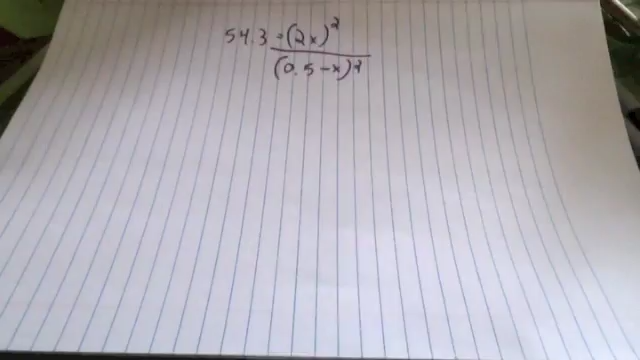 54.3 = (2x)²
(0.5-x)²